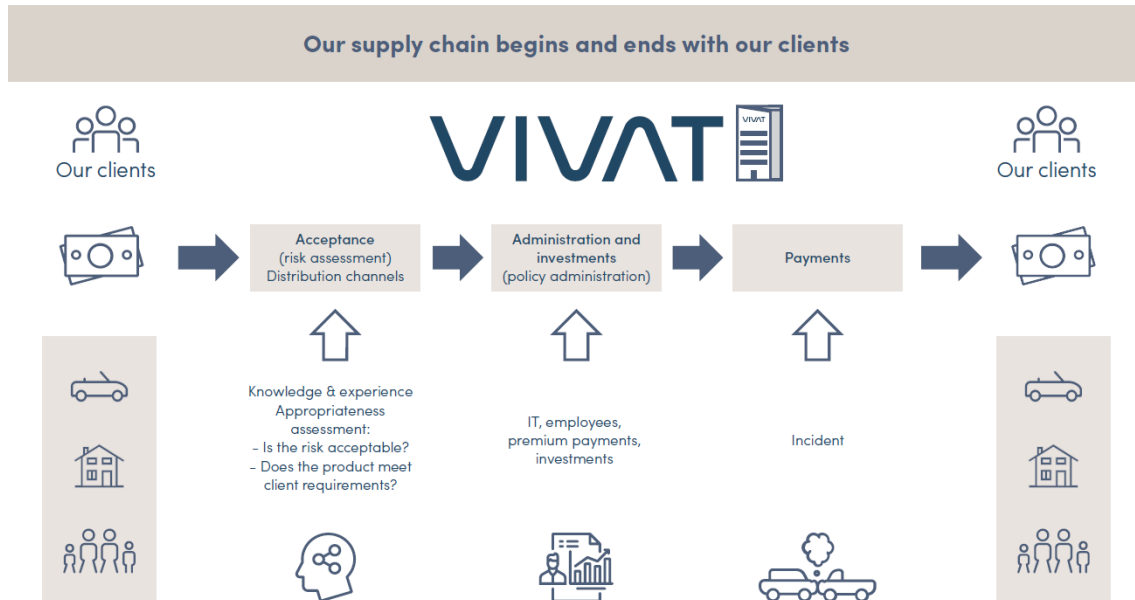 Our supply chain begins and ends with our clients
Our clients
VIVAT
VIVAT
Our clients
Acceptance
(risk assessment)
Distribution channels
Administration and
investments
(policy administration)
Payments
Knowledge & experience
Appropriateness
assessment:
- Is the risk acceptable?
- Does the product meet
client requirements?
IT, employees,
premium payments,
investments
Incident